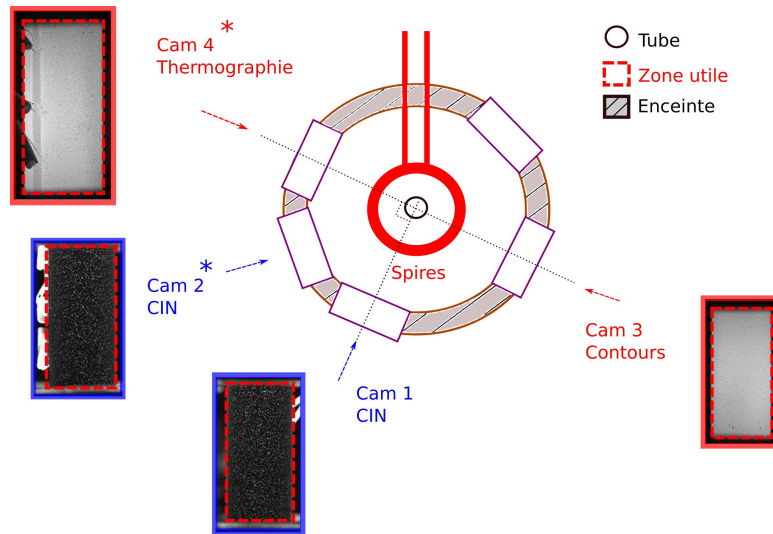 Cam 4 *
Thermographie
Tube
Zone utile
Enceinte
Spires
Cam 2 *
CIN
Cam 3
Contours
Cam 1
CIN